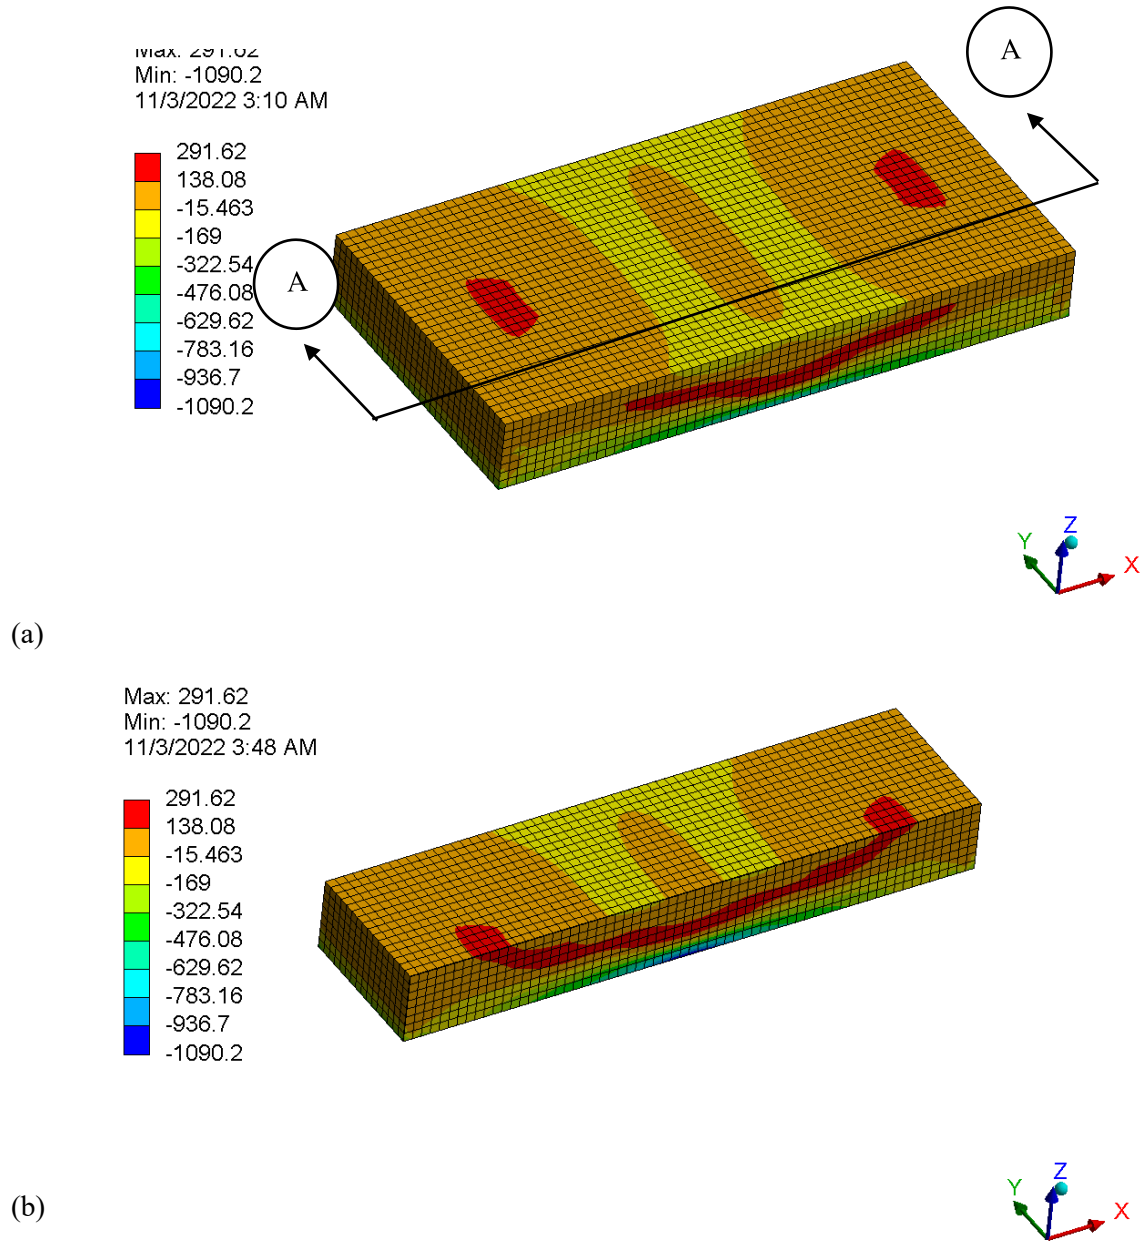 Max: 291.62
Min: -1090.2
11/3/2022 3:10 AM
291.62
138.08
-15.463
-169
-322.54
-476.08
-629.62
-783.16
-936.7
-1090.2
A
A
Z
Y
X
(a)
Max: 291.62
Min: -1090.2
11/3/2022 3:48 AM
291.62
138.08
-15.463
-169
-322.54
-476.08
-629.62
-783.16
-936.7
-1090.2
Z
Y
X
(b)